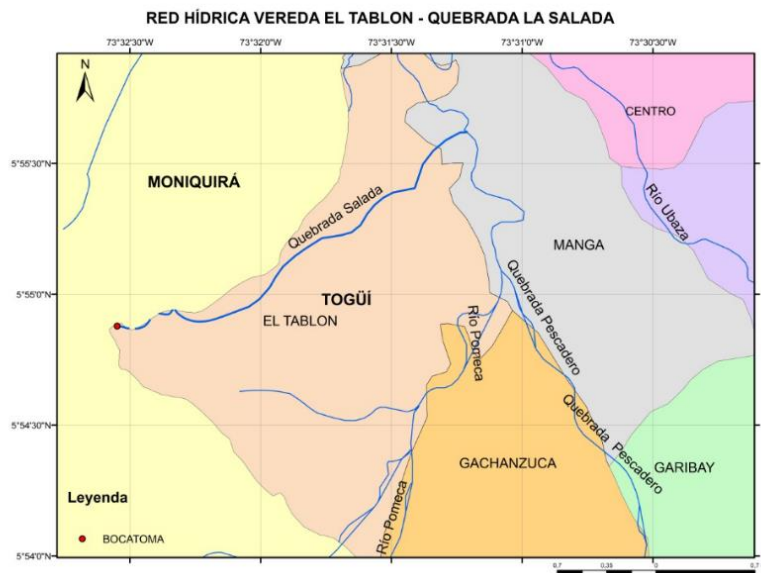 RED HÍDRICA VEREDA EL TABLON - QUEBRADA LA SALADA
73°32'30"W
73°32'0"W
73°31'30"W
73°31'0"W
73°30'30"W
N
CENTRO
5°55'30"N
MONIQUIRÁ
Quebrada Salada
Río Ubaza
MANGA
5°55'0"N
TOGÜÍ
EL TABLON
Río Pomeca
Quebrada Pescadero
5°54'30"N
Quebrada Pescadero
GACHANZUCA
GARIBAY
Leyenda
BOCATOMA
Río Pomeca
5°54'0"N
0,7 0,35 0 0,7